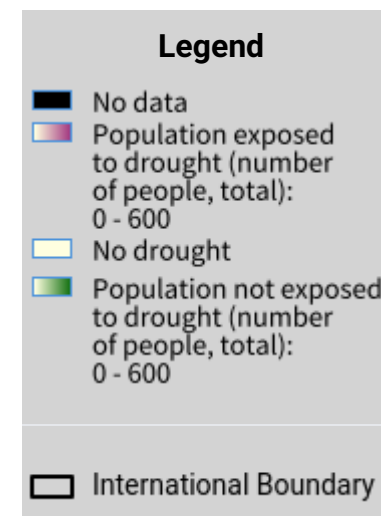 Legend
No data
Population exposed
to drought (number
of people, total):
0 - 600
No drought
Population not exposed
to drought (number
of people, total):
0 - 600
International Boundary